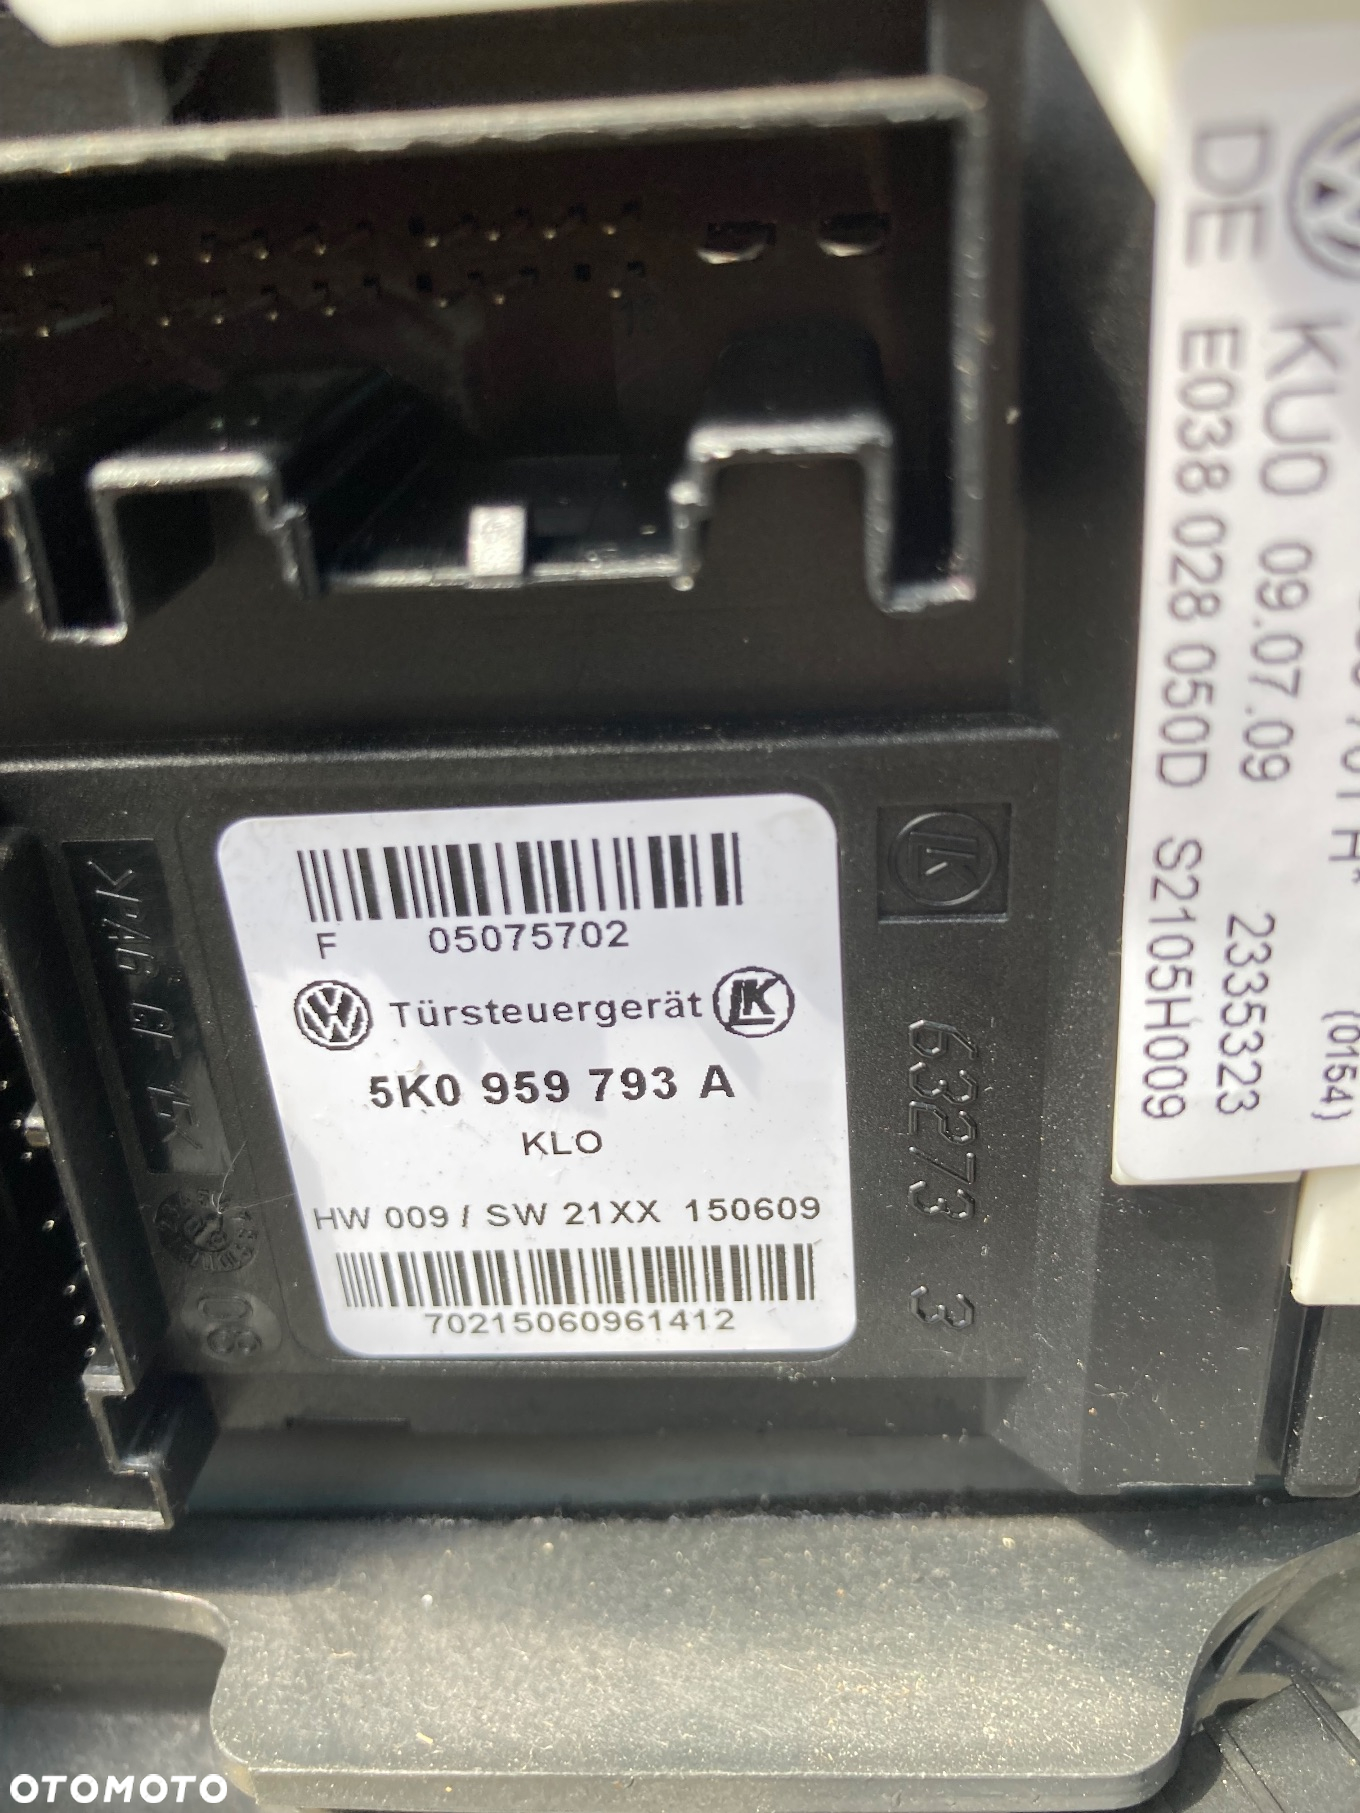 F 05075702
Türsteuergerät
5K0 959 793 A
KLO
HW 009 / SW 21XX 150609
70215060961412
63273 3
08
KU0 09.07.09 2335323
DE E038 028 050D S2105H009
(0154)
OTOMOTO